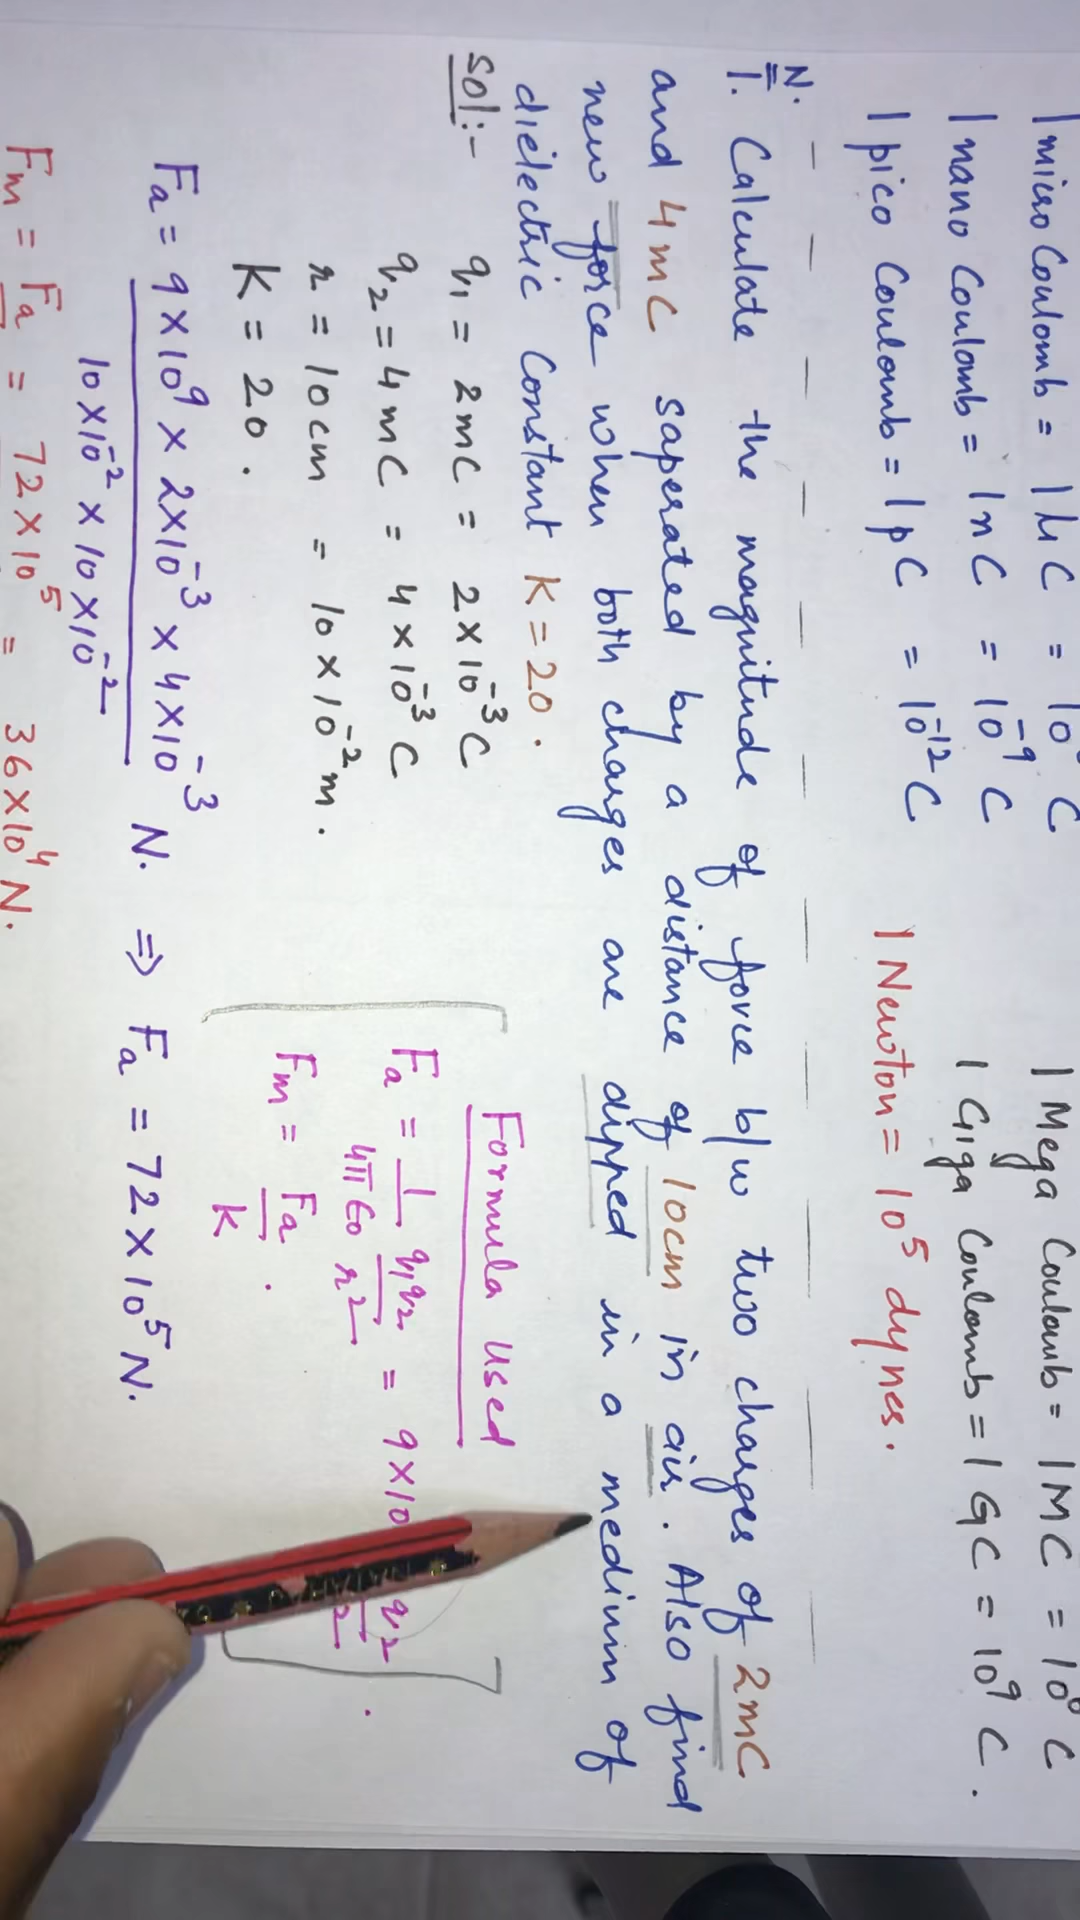 1 micro Coulomb = 1 μC = 10 C 1 Mega Coulomb = 1 MC = 10⁶ C
1 nano Coulomb = 1 nC = 10⁻⁹ C 1 Giga Coulomb = 1 GC = 10⁹ C.
1 pico Coulomb = 1 pC = 10⁻¹² C 1 Newton = 10⁵ dynes.
N.
1. Calculate the magnitude of force b/w two charges of 2mC
and 4mC saperated by a distance of 10cm in air. Also find
new force when both charges are dipped in a medium of
dielectric Constant K = 20.
Sol:-
Formula Used
q₁ = 2mC = 2×10⁻³ C
q₂ = 4mC = 4×10⁻³ C
Fₐ = 1/4πϵ₀ q₁q₂/r² = 9×10 q₂/2.
r = 10cm = 10×10⁻² m.
Fm = Fₐ/K.
K = 20.
Fₐ = 9×10⁹ × 2×10⁻³ × 4×10⁻³ / 10×10⁻² × 10×10⁻² N. ⇒ Fₐ = 72×10⁵ N.
Fm = Fₐ = 72×10⁵ = 36×10⁴ N.